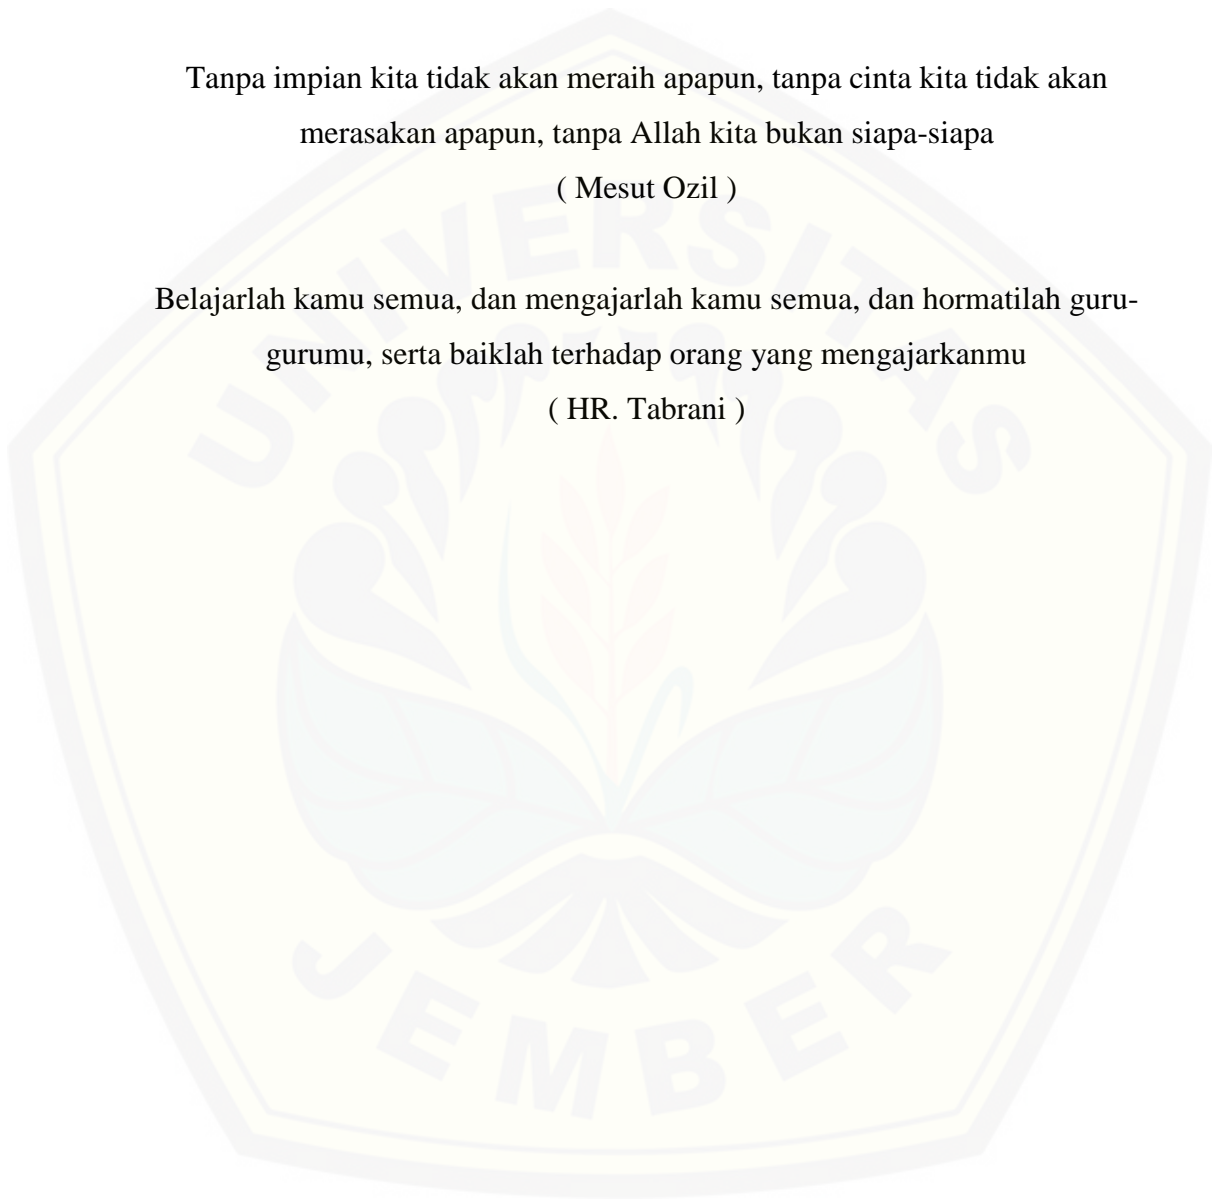 Tanpa impian kita tidak akan meraih apapun, tanpa cinta kita tidak akan
merasakan apapun, tanpa Allah kita bukan siapa-siapa
( Mesut Ozil )
Belajarlah kamu semua, dan mengajarlah kamu semua, dan hormatilah guru-
gurumu, serta baiklah terhadap orang yang mengajarkanmu
( HR. Tabrani )
UNIVERSITAS
JEMBER